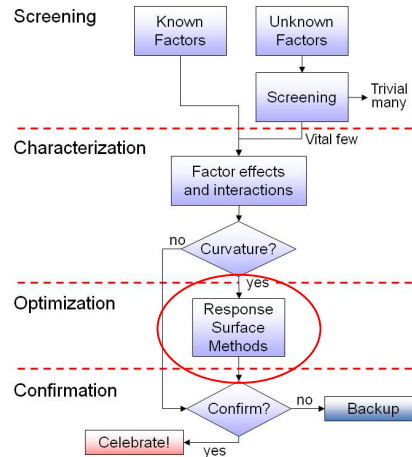 Screening
Known
Factors
Unknown
Factors
Screening
Trivial
many
Vital few
Characterization
Factor effects
and interactions
no
Curvature?
yes
Optimization
Response
Surface
Methods
Confirmation
Confirm?
no
Backup
Celebrate!
yes